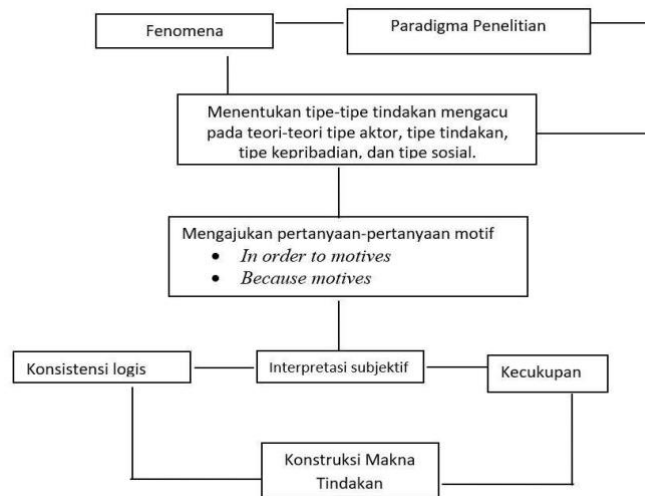 Fenomena
Paradigma Penelitian
Menentukan tipe-tipe tindakan mengacu
pada teori-teori tipe aktor, tipe tindakan,
tipe kepribadian, dan tipe sosial.
Mengajukan pertanyaan-pertanyaan motif
• In order to motives
• Because motives
Konsistensi logis
Interpretasi subjektif
Kecukupan
Konstruksi Makna
Tindakan